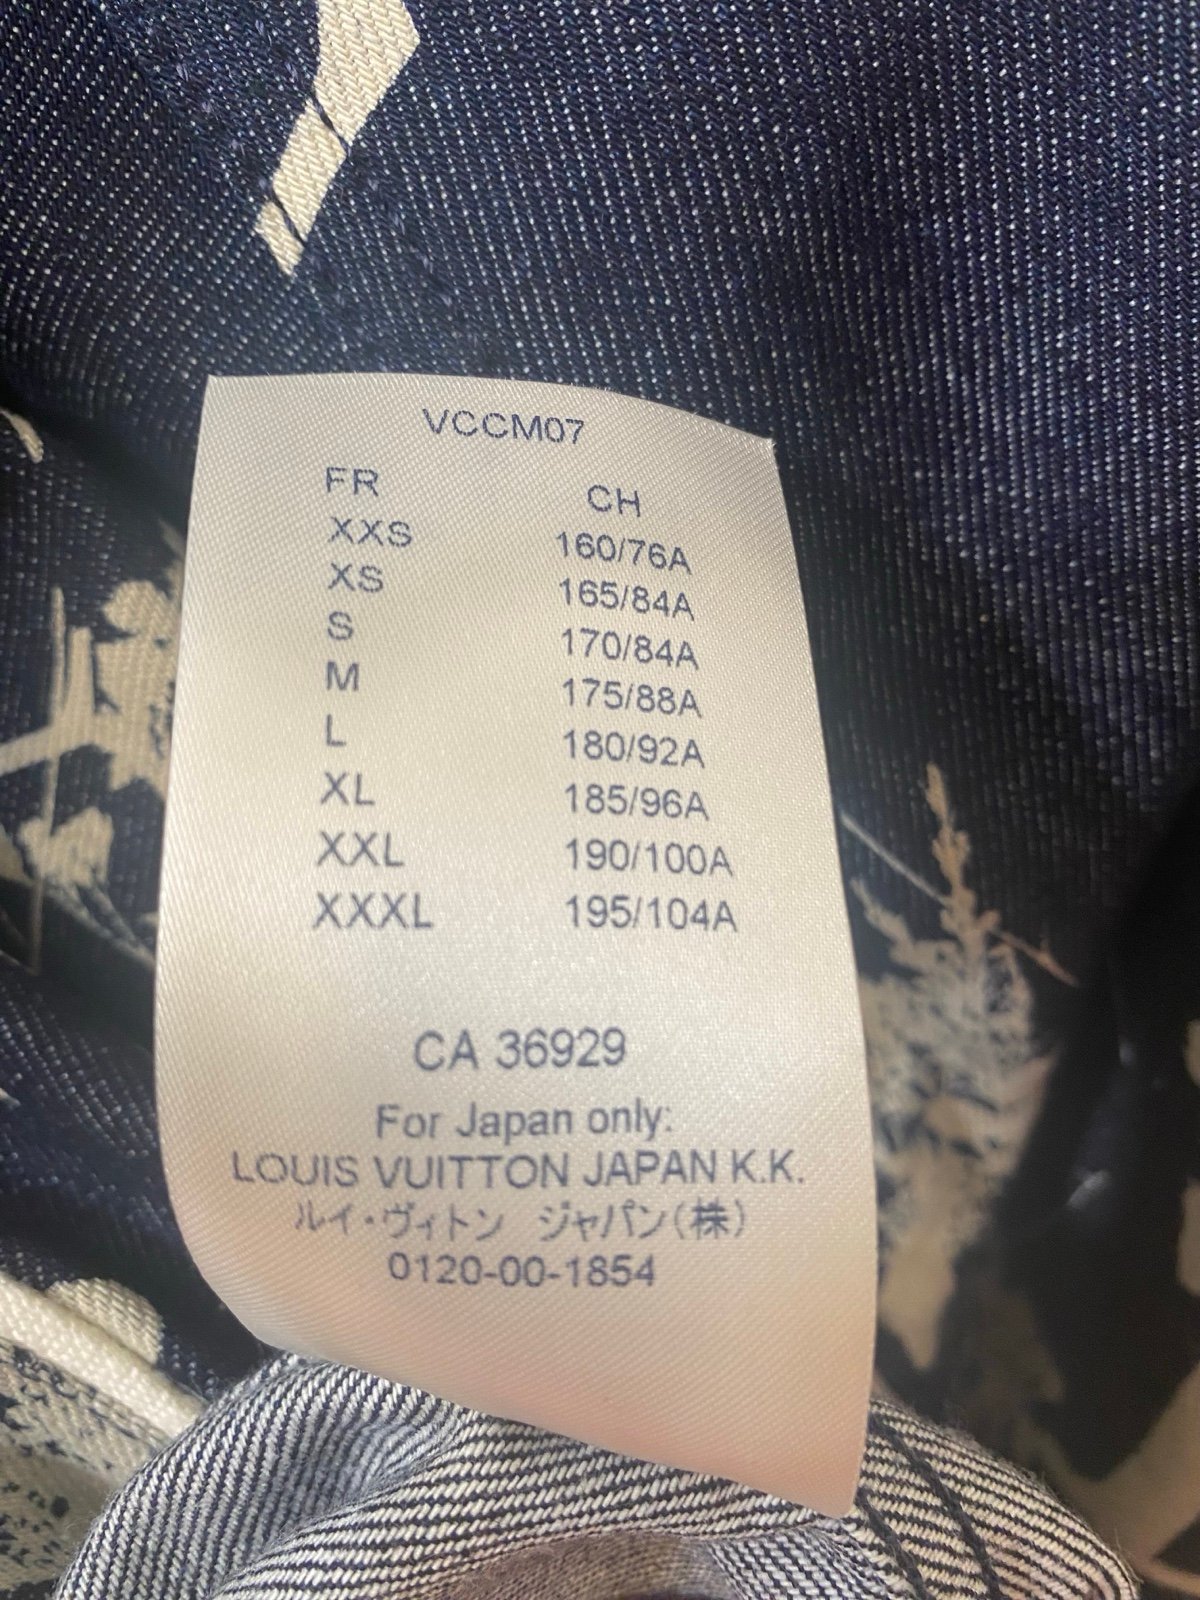 VCCM07
FR CH
XXS 160/76A
XS 165/84A
S 170/84A
M 175/88A
L 180/92A
XL 185/96A
XXL 190/100A
XXXL 195/104A
CA 36929
For Japan only:
LOUIS VUITTON JAPAN K.K.
ルイ・ヴィトン ジャパン(株)
0120-00-1854